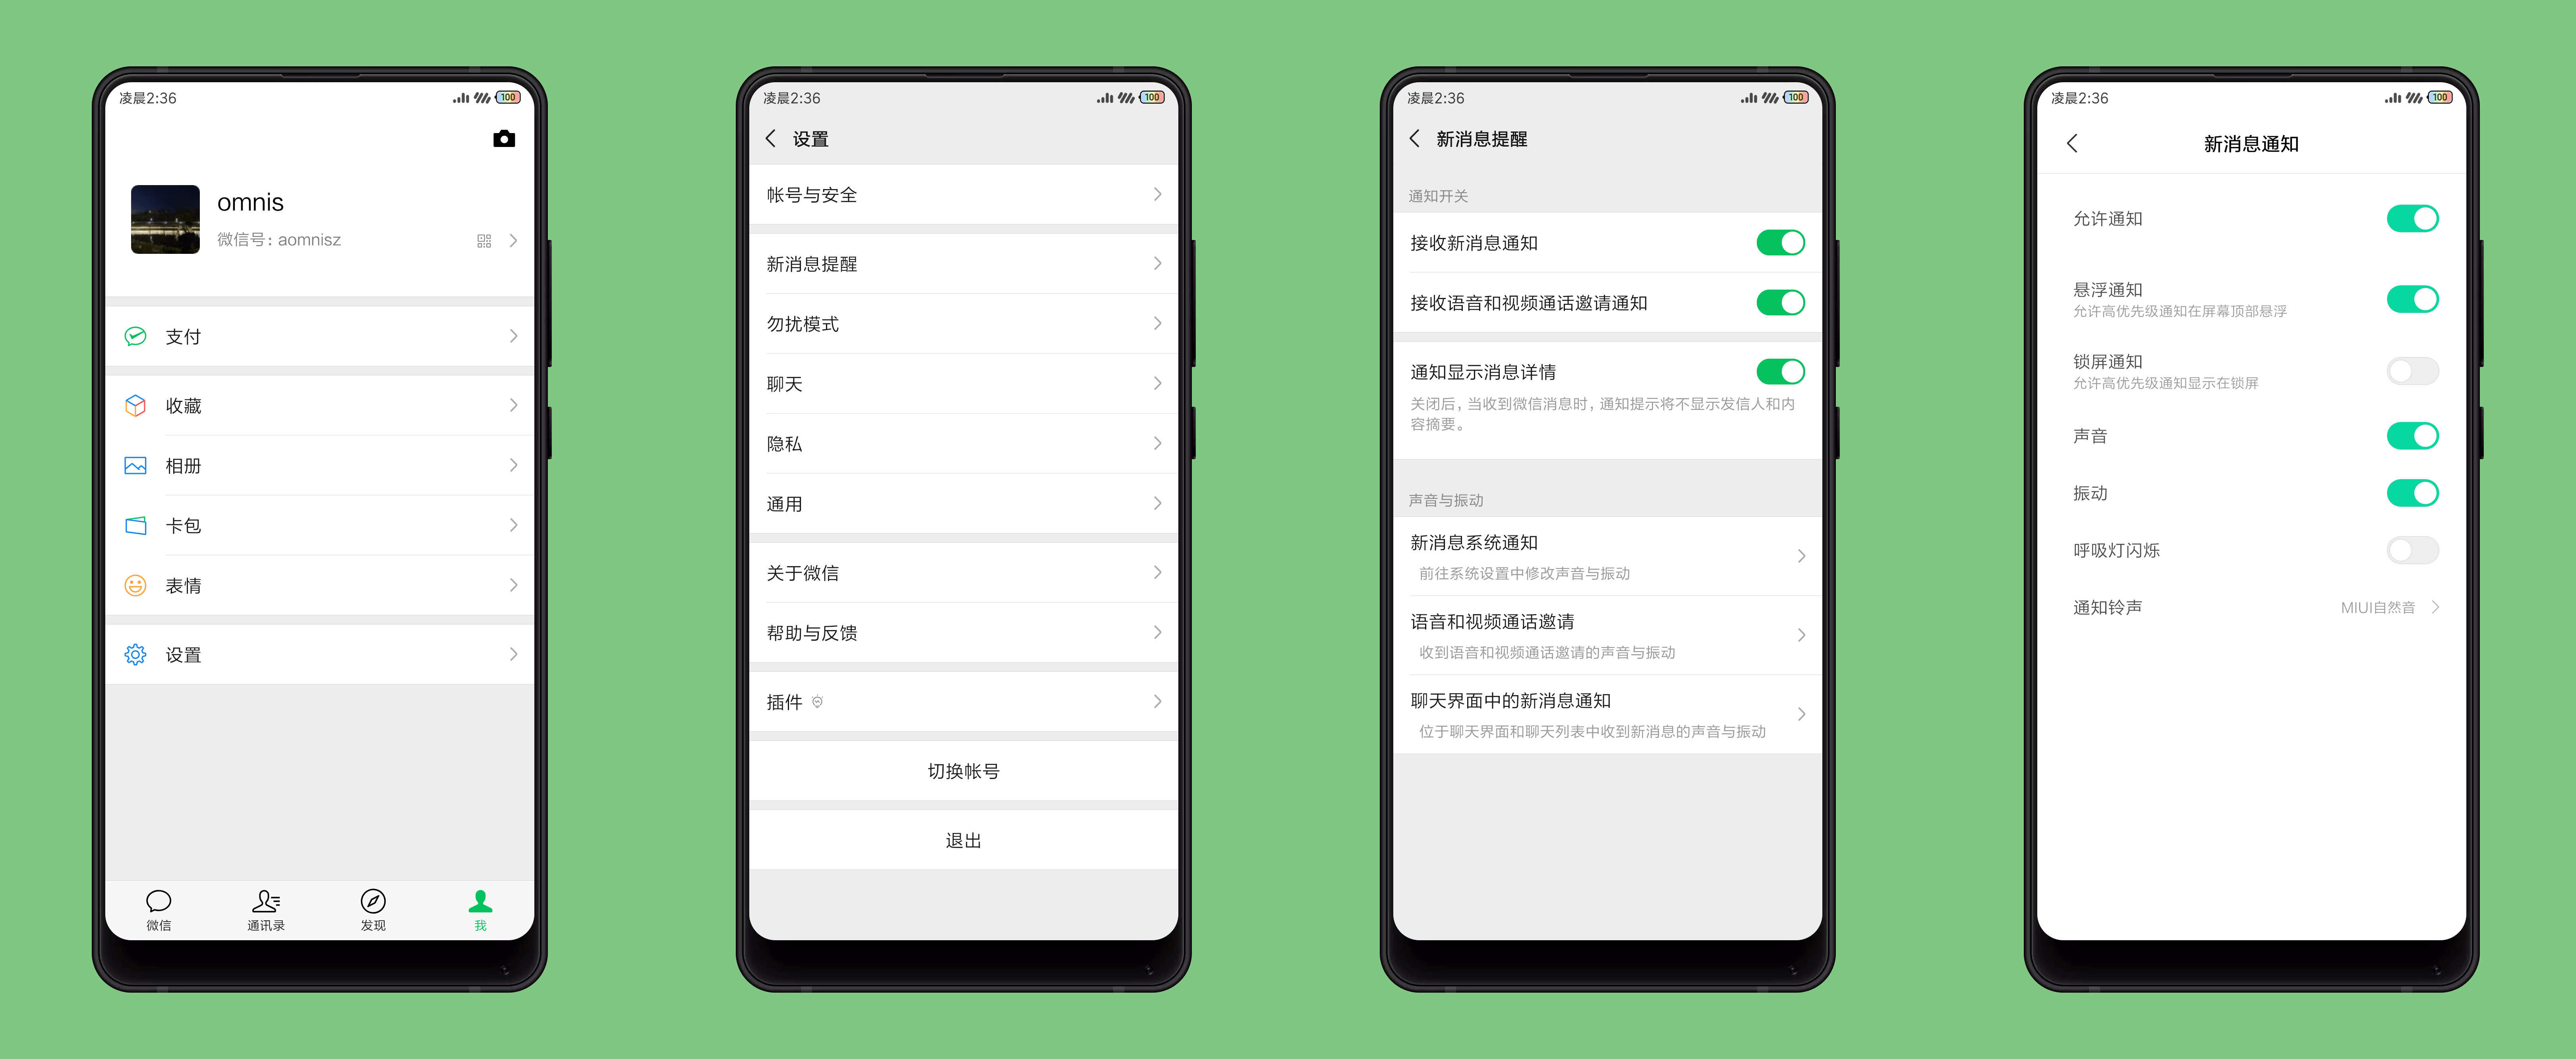 凌晨2:36
100
omnis
微信号：aomnisz
支付
收藏
相册
卡包
表情
设置
微信
通讯录
发现
我
凌晨2:36
100
设置
帐号与安全
新消息提醒
勿扰模式
聊天
隐私
通用
关于微信
帮助与反馈
插件
切换帐号
退出
凌晨2:36
100
新消息提醒
通知开关
接收新消息通知
接收语音和视频通话邀请通知
通知显示消息详情
关闭后，当收到微信消息时，通知提示将不显示发信人和内
容摘要。
声音与振动
新消息系统通知
前往系统设置中修改声音与振动
语音和视频通话邀请
收到语音和视频通话邀请的声音与振动
聊天界面中的新消息通知
位于聊天界面和聊天列表中收到新消息的声音与振动
凌晨2:36
100
新消息通知
允许通知
悬浮通知
允许高优先级通知在屏幕顶部悬浮
锁屏通知
允许高优先级通知显示在锁屏
声音
振动
呼吸灯闪烁
通知铃声
MIUI自然音